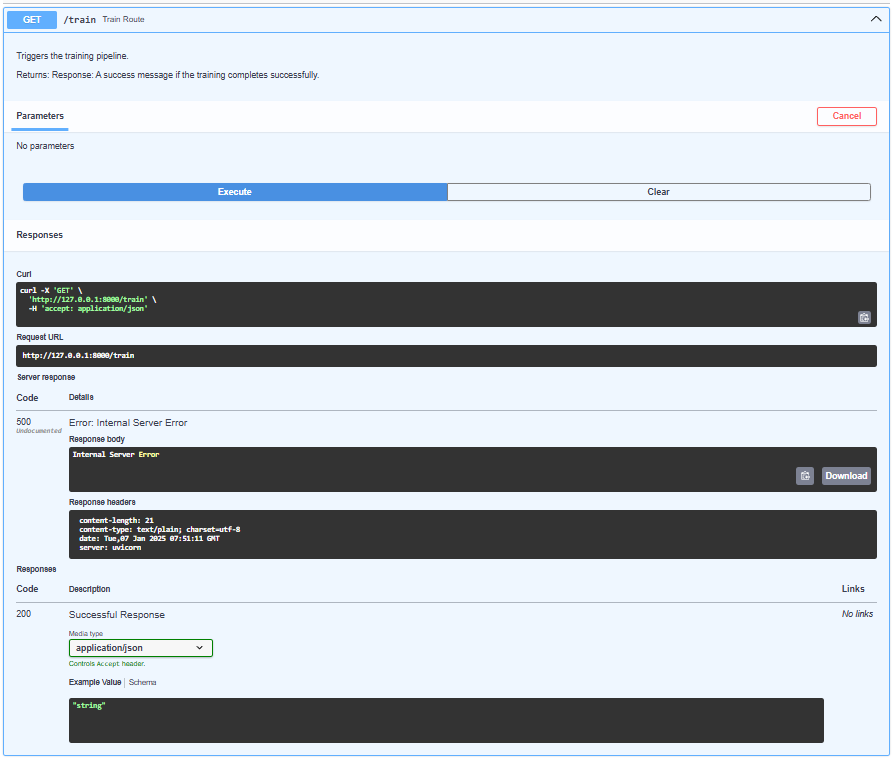 GET /train Train Route
Triggers the training pipeline.
Returns: Response: A success message if the training completes successfully.
Parameters
Cancel
No parameters
Execute
Clear
Responses
Curl
curl -X 'GET' \
'http://127.0.0.1:8000/train' \
-H 'accept: application/json'
Request URL
http://127.0.0.1:8000/train
Server response
Code Details
500 Error: Internal Server Error
Undocumented
Response body
Internal Server Error
Download
Response headers
content-length: 21
content-type: text/plain; charset=utf-8
date: Tue,07 Jan 2025 07:51:11 GMT
server: uvicorn
Responses
Code Description Links
200 Successful Response No links
Media type
application/json
Controls Accept header.
Example Value | Schema
"string"